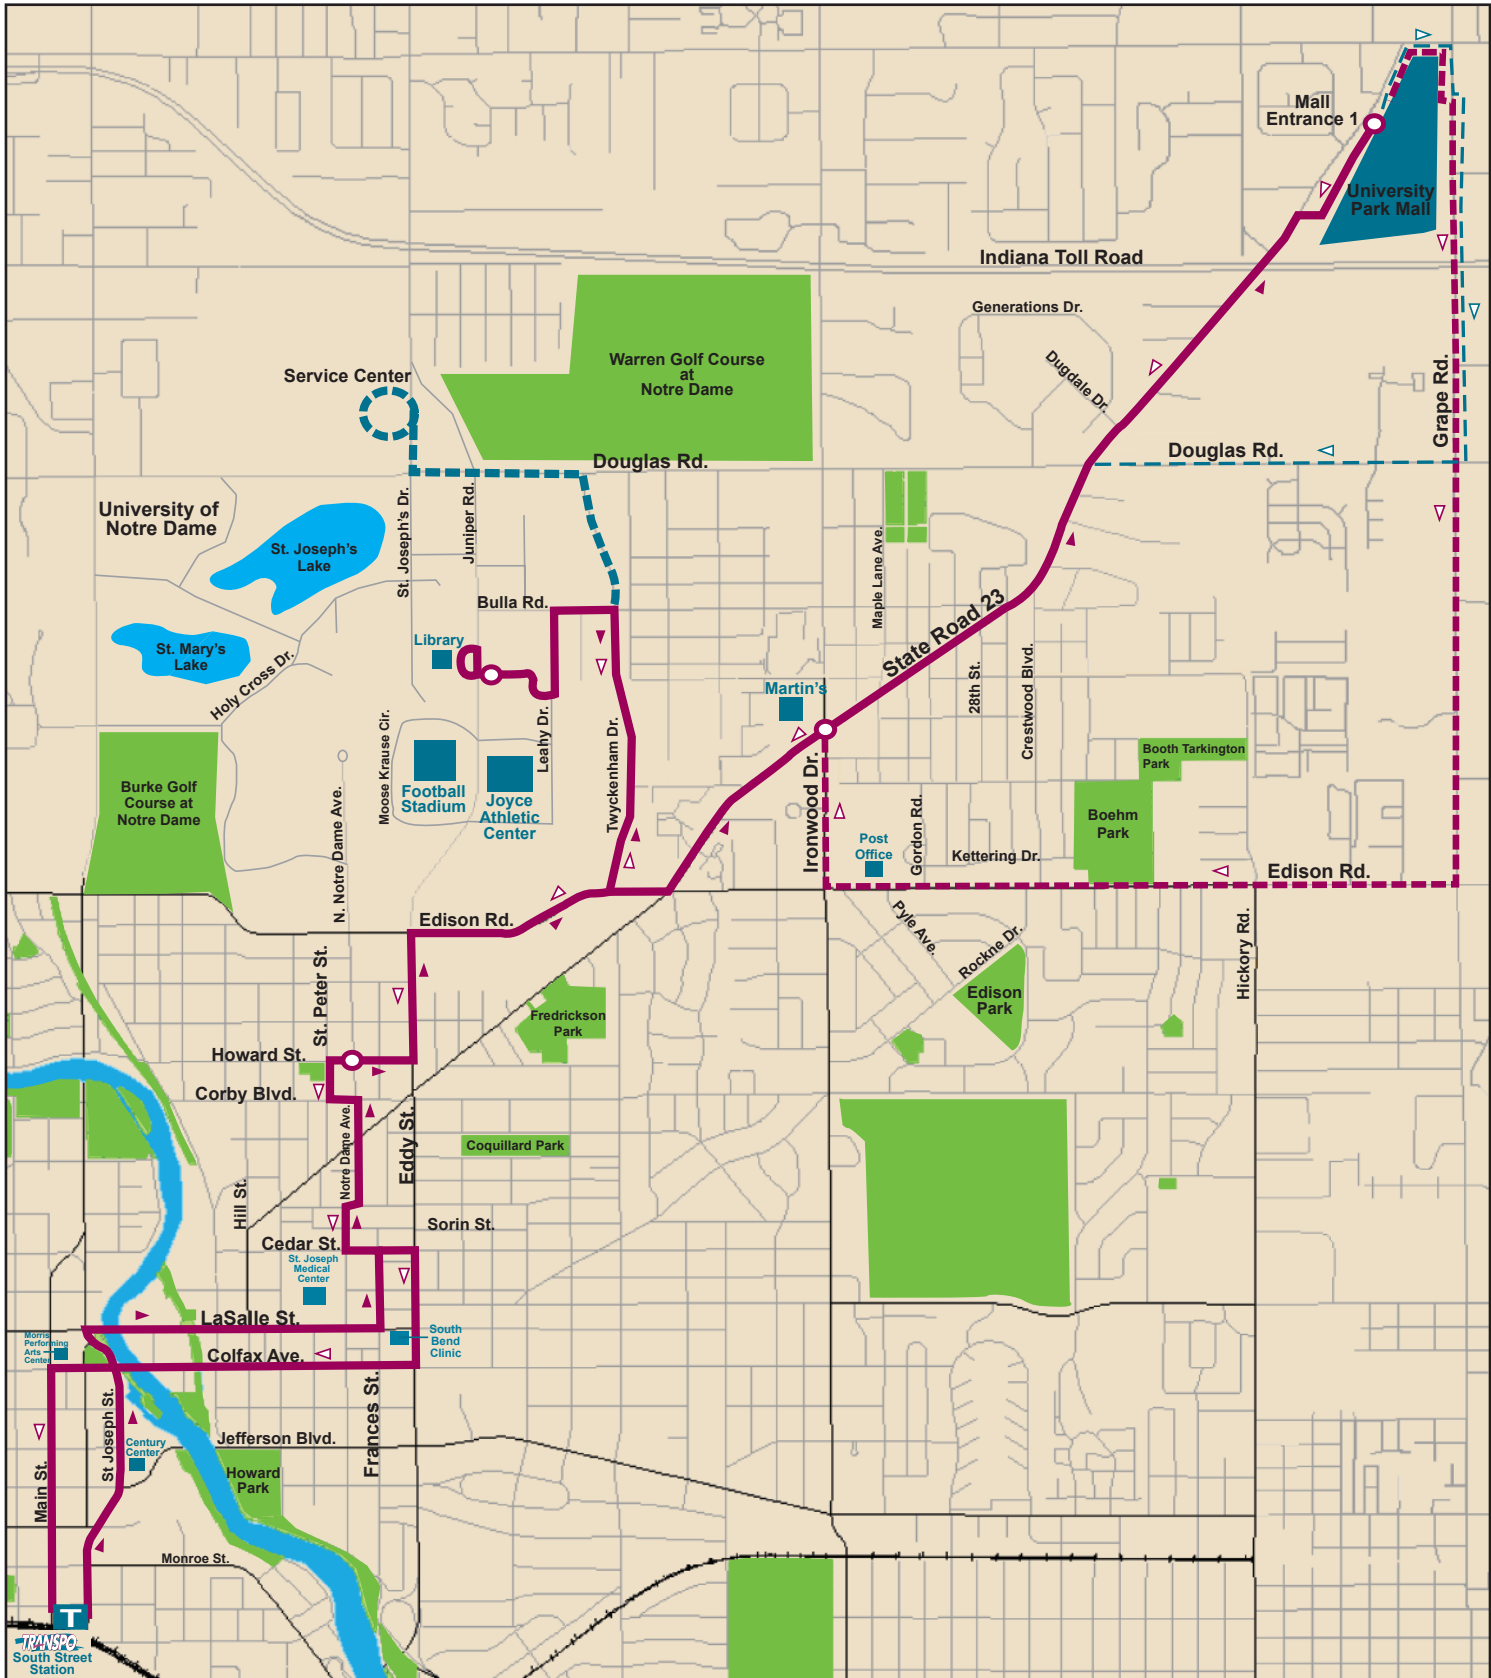 Mall
Entrance 1
University
Park Mall
Indiana Toll Road
Generations Dr.
Dugdale Dr.
Warren Golf Course
at
Notre Dame
Service Center
Grape Rd.
Douglas Rd.
Douglas Rd.
University of
Notre Dame
St. Joseph's
Lake
St. Joseph's Dr.
Juniper Rd.
Maple Lane Ave.
Bulla Rd.
State Road 23
St. Mary's
Lake
Library
Holy Cross Dr.
28th St.
Crestwood Blvd.
Martin's
Leahy Dr.
Moose Krause Cir.
Twyckenham Dr.
Booth Tarkington
Park
Burke Golf
Course at
Notre Dame
Football
Stadium
Joyce
Athletic
Center
N. Notre Dame Ave.
Ironwood Dr.
Gordon Rd.
Boehm
Park
Post
Office
Kettering Dr.
Edison Rd.
Edison Rd.
Pyle Ave.
Rockne Dr.
Hickory Rd.
St. Peter St.
Edison
Park
Fredrickson
Park
Howard St.
Corby Blvd.
Notre Dame Ave.
Eddy St.
Coquillard Park
Hill St.
Sorin St.
Cedar St.
St. Joseph
Medical
Center
LaSalle St.
South
Bend
Clinic
Morris
Performing
Arts
Center
Colfax Ave.
Frances St.
St Joseph St.
Jefferson Blvd.
Century
Center
Main St.
Howard
Park
Monroe St.
T
TRANSPO
South Street
Station